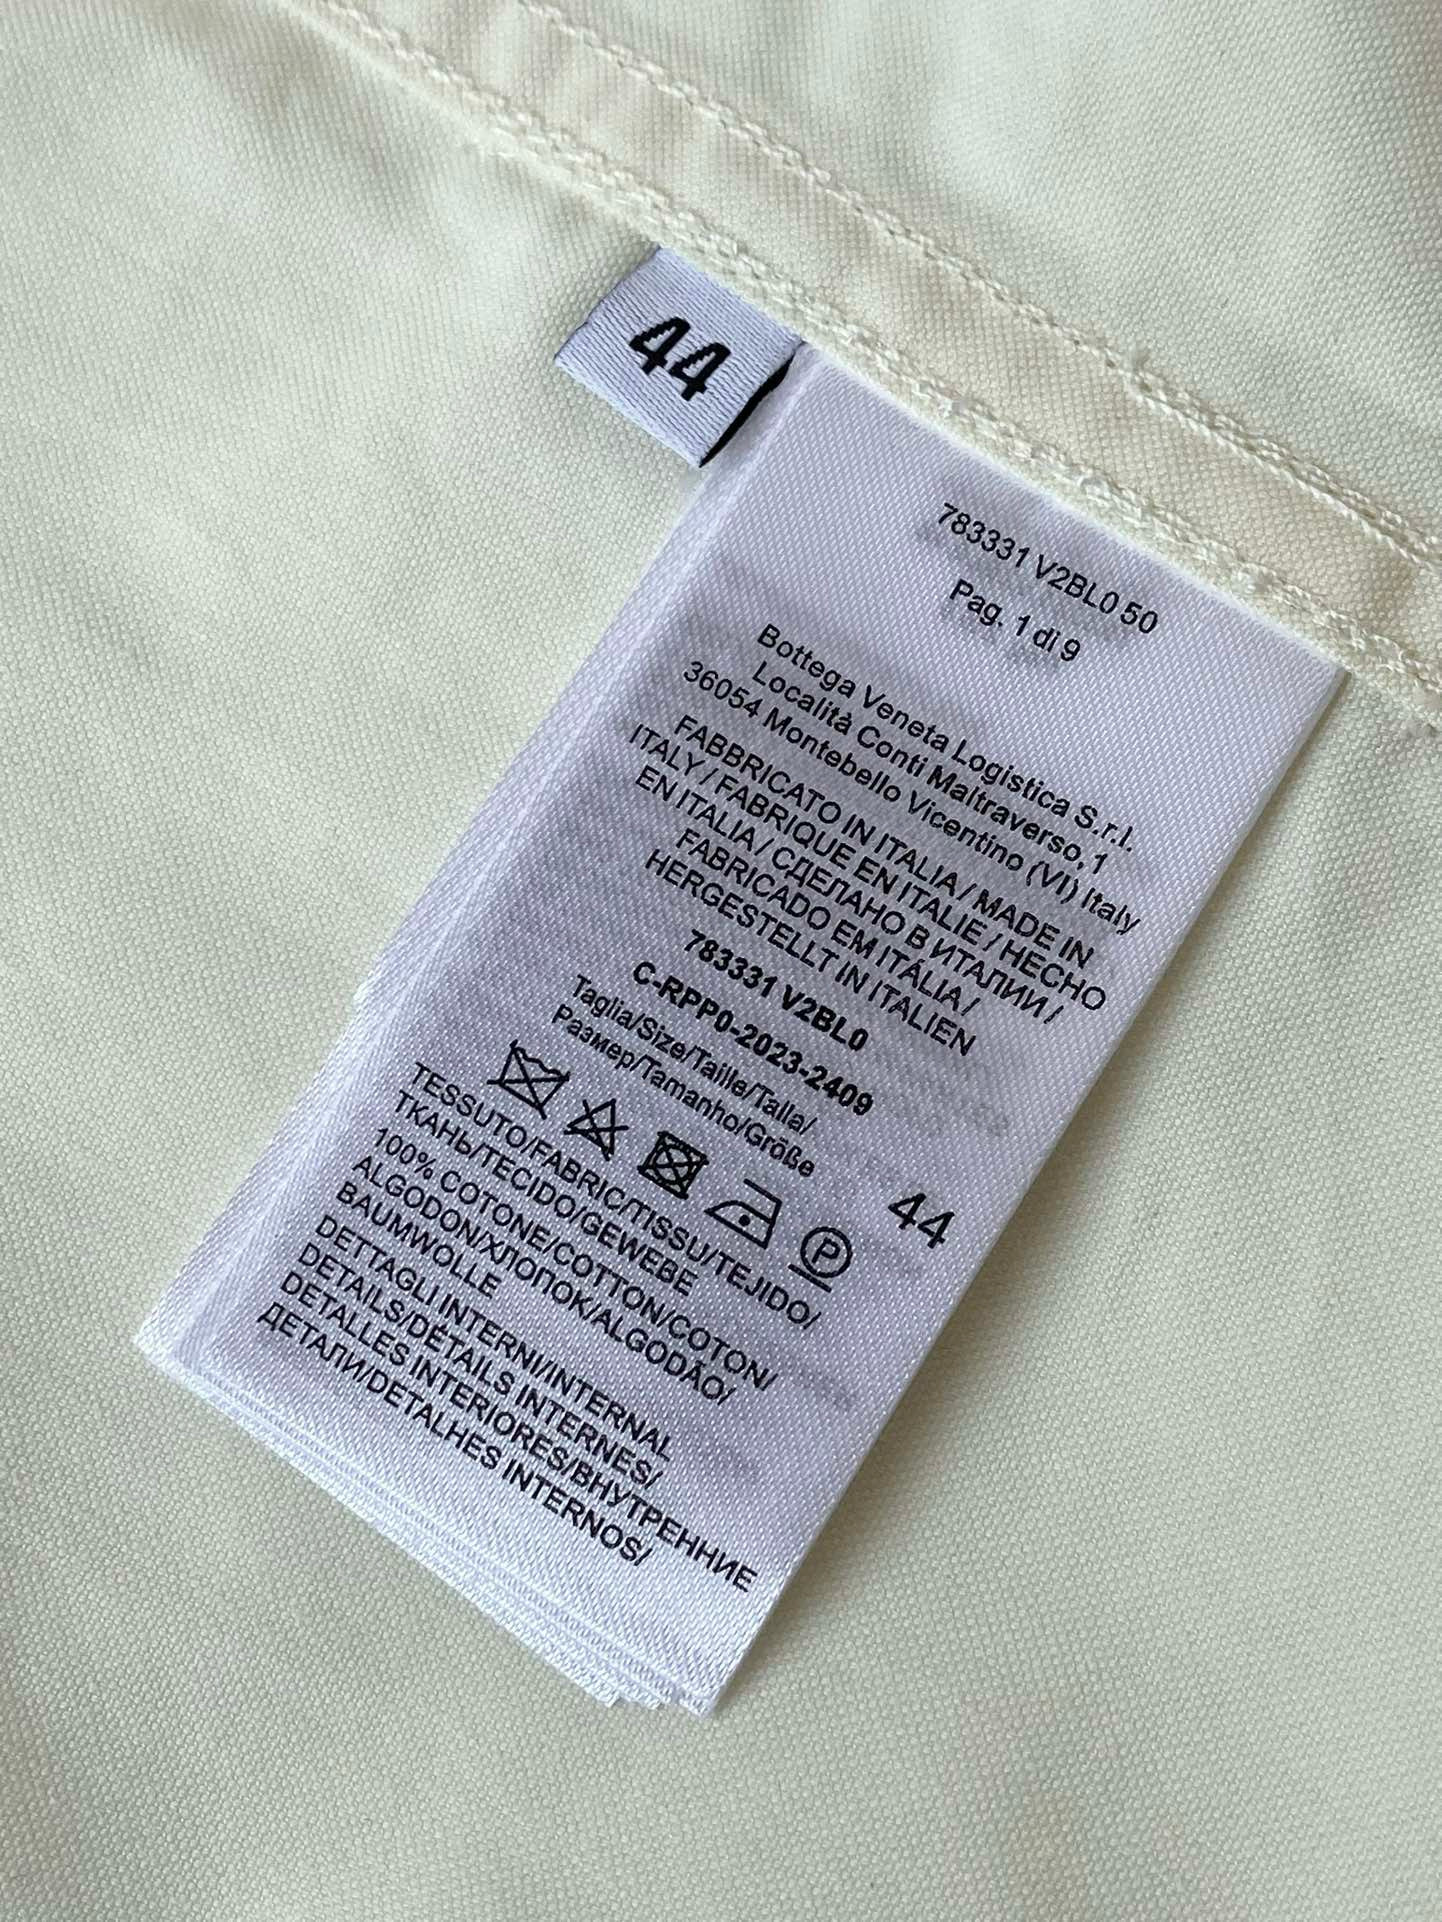 44
783331 V2BL0 50
Pag. 1 di 9
Bottega Veneta Logistica S.r.l.
Località Conti Maltraverso, 1
36054 Montebello Vicentino (VI) Italy
FABBRICATO IN ITALIA / MADE IN
ITALY / FABRIQUE EN ITALIE / HECHO
EN ITALIA / СДЕЛАНО В ИТАЛИИ /
FABRICADO EM ITÁLIA /
HERGESTELLT IN ITALIEN
783331 V2BL0
C-RPP0-2023-2409
Taglia/Size/Taille/Talla/
Размер/Tamanho/Größe
44
P
TESSUTO/FABRIC/TISSU/TEJIDO/
ТКАНЬ/TECIDO/GEWEBE
100% COTONE/COTTON/COTON/
ALGODON/ХЛОПОК/ALGODÃO/
BAUMWOLLE
DETTAGLI INTERNI/INTERNAL
DETAILS/DÉTAILS INTERNES/
DETALLES INTERIORES/ВНУТРЕННИЕ
ДЕТАЛИ/DETALHES INTERNOS/